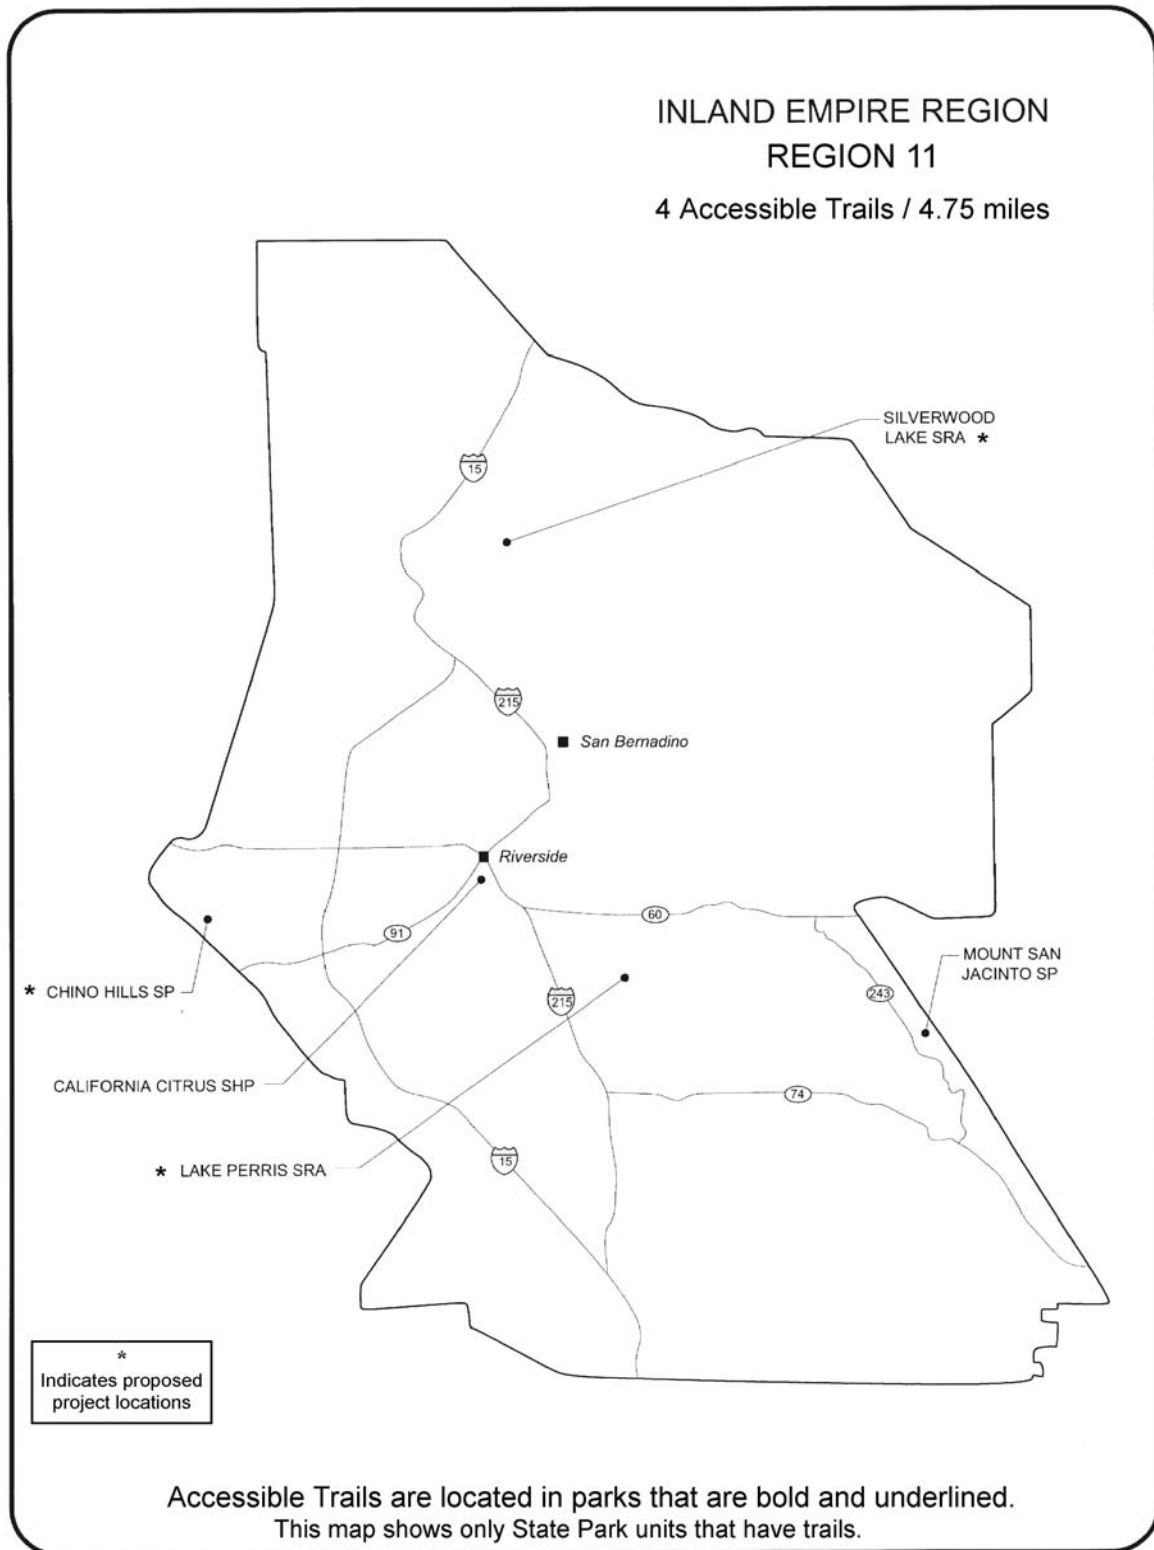 INLAND EMPIRE REGION
REGION 11
4 Accessible Trails / 4.75 miles
SILVERWOOD
LAKE SRA *
15
215
San Bernadino
Riverside
60
91
MOUNT SAN
JACINTO SP
* CHINO HILLS SP
243
215
CALIFORNIA CITRUS SHP
74
* LAKE PERRIS SRA
15
*
Indicates proposed
project locations
Accessible Trails are located in parks that are bold and underlined.
This map shows only State Park units that have trails.